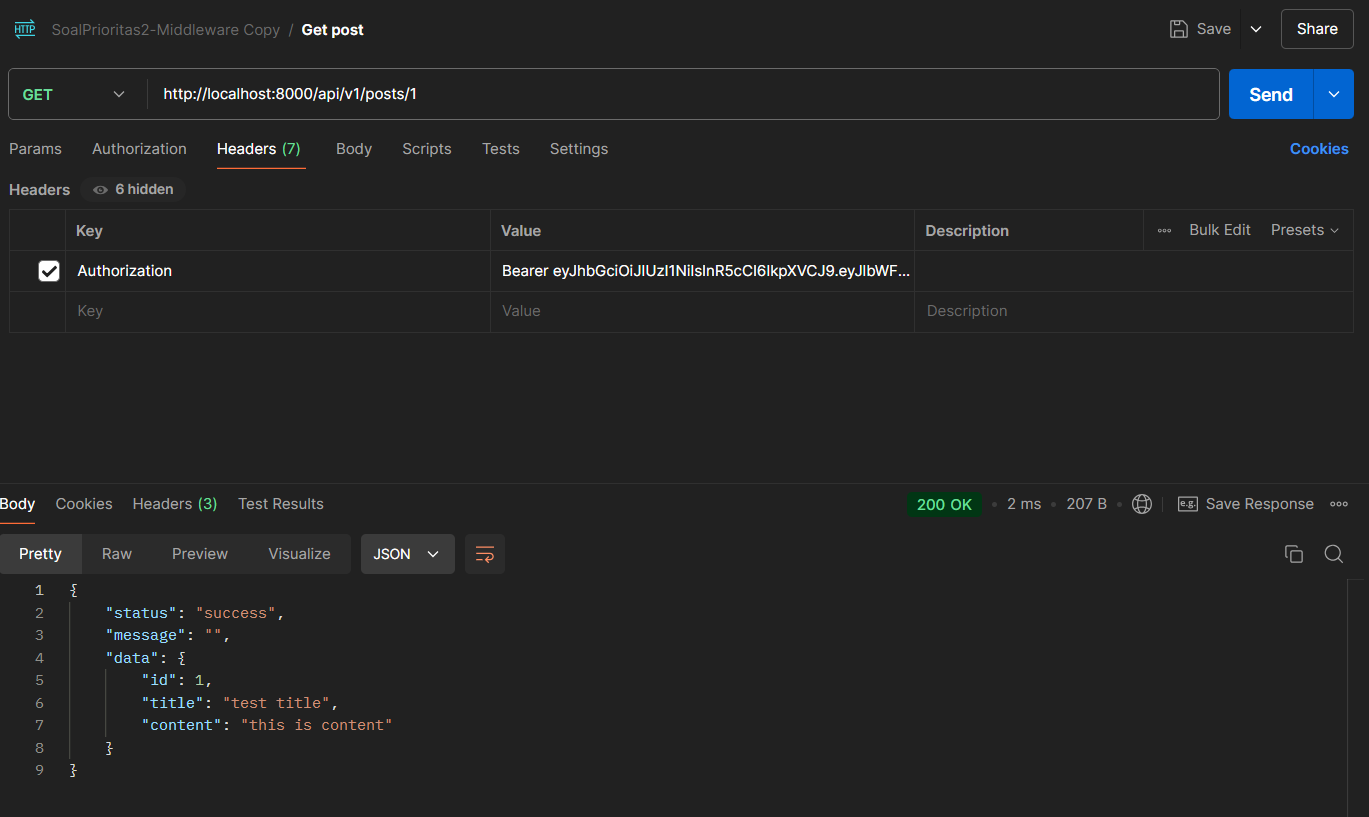 HTTP SoalPrioritas2-Middleware Copy / Get post Save Share
GET http://localhost:8000/api/v1/posts/1 Send
Params Authorization Headers (7) Body Scripts Tests Settings Cookies
Headers 6 hidden
Key Value Description Bulk Edit Presets
Authorization Bearer eyJhbGciOiJIUzI1NiIsInR5cCI6IkpXVCJ9.eyJlbWF...
Key Value Description
Body Cookies Headers (3) Test Results 200 OK 2 ms 207 B e.g. Save Response
Pretty Raw Preview Visualize JSON
1 {
2 "status": "success",
3 "message": "",
4 "data": {
5 "id": 1,
6 "title": "test title",
7 "content": "this is content"
8 }
9 }